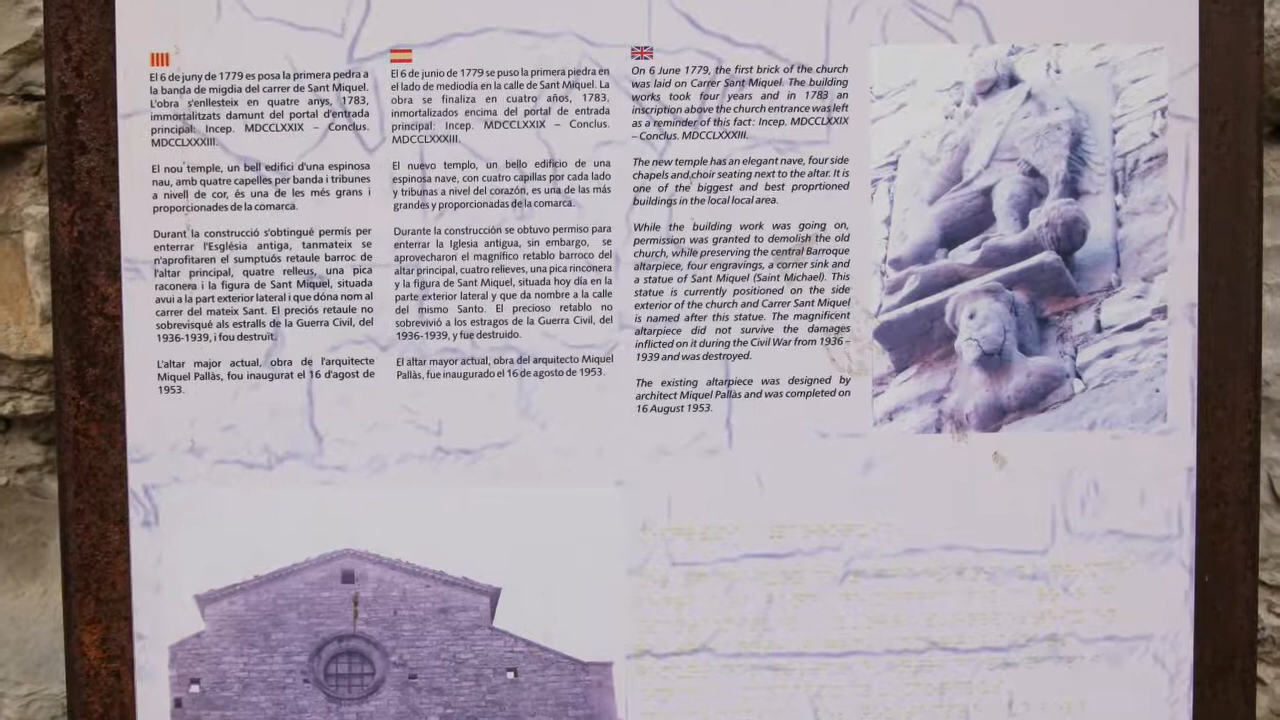 El 6 de juny de 1779 es posa la primera pedra a
la banda de migdia del carrer de Sant Miquel.
L'obra s'enllesteix en quatre anys, 1783,
immortalitzats damunt del portal d'entrada
principal: Incep. MDCCLXXIX – Conclus.
MDCCLXXXIII.
El nou temple, un bell edifici d'una espinosa
nau, amb quatre capelles per banda i tribunes
a nivell de cor, és una de les més grans i
proporcionades de la comarca.
Durant la construcció s'obtingué permís per
enterrar l'Església antiga, tanmateix se
n'aprofitaren el sumptuós retaule barroc de
l'altar principal, quatre relleus, una pica
raconera i la figura de Sant Miquel, situada
avui a la part exterior lateral i que dóna nom al
carrer del mateix Sant. El preciós retaule no
sobrevisqué als estralls de la Guerra Civil, del
1936-1939, i fou destruït.
L'altar major actual, obra de l'arquitecte
Miquel Pallàs, fou inaugurat el 16 d'agost de
1953.
El 6 de junio de 1779 se puso la primera piedra en
el lado de mediodía en la calle de Sant Miquel. La
obra se finaliza en cuatro años, 1783,
inmortalizados encima del portal de entrada
principal: Incep. MDCCLXXIX – Conclus.
MDCCLXXXIII.
El nuevo templo, un bello edificio de una
espinosa nave, con cuatro capillas por cada lado
y tribunas a nivel del corazón, es una de las más
grandes y proporcionadas de la comarca.
Durante la construcción se obtuvo permiso para
enterrar la Iglesia antigua, sin embargo, se
aprovecharon el magnífico retablo barroco del
altar principal, cuatro relieves, una pica rinconera
y la figura de Sant Miquel, situada hoy día en la
parte exterior lateral y que da nombre a la calle
del mismo Santo. El precioso retablo no
sobrevivió a los estragos de la Guerra Civil, del
1936-1939, y fue destruido.
El altar mayor actual, obra del arquitecto Miquel
Pallàs, fue inaugurado el 16 de agosto de 1953.
On 6 June 1779, the first brick of the church
was laid on Carrer Sant Miquel. The building
works took four years and in 1783 an
inscription above the church entrance was left
as a reminder of this fact: Incep. MDCCLXXIX
– Conclus. MDCCLXXXIII.
The new temple has an elegant nave, four side
chapels and choir seating next to the altar. It is
one of the biggest and best proprtioned
buildings in the local local area.
While the building work was going on,
permission was granted to demolish the old
church, while preserving the central Baroque
altarpiece, four engravings, a corner sink and
a statue of Sant Miquel (Saint Michael). This
statue is currently positioned on the side
exterior of the church and Carrer Sant Miquel
is named after this statue. The magnificent
altarpiece did not survive the damages
inflicted on it during the Civil War from 1936 –
1939 and was destroyed.
The existing altarpiece was designed by
architect Miquel Pallàs and was completed on
16 August 1953.